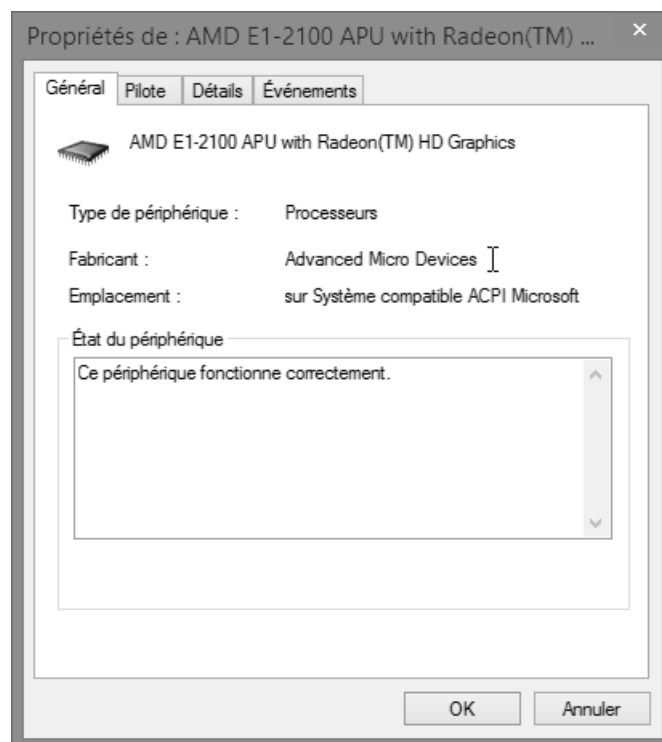 Propriétés de : AMD E1-2100 APU with Radeon(TM) ...
Général Pilote Détails Événements
AMD E1-2100 APU with Radeon(TM) HD Graphics
Type de périphérique : Processeurs
Fabricant : Advanced Micro Devices
Emplacement : sur Système compatible ACPI Microsoft
État du périphérique
Ce périphérique fonctionne correctement.
OK Annuler